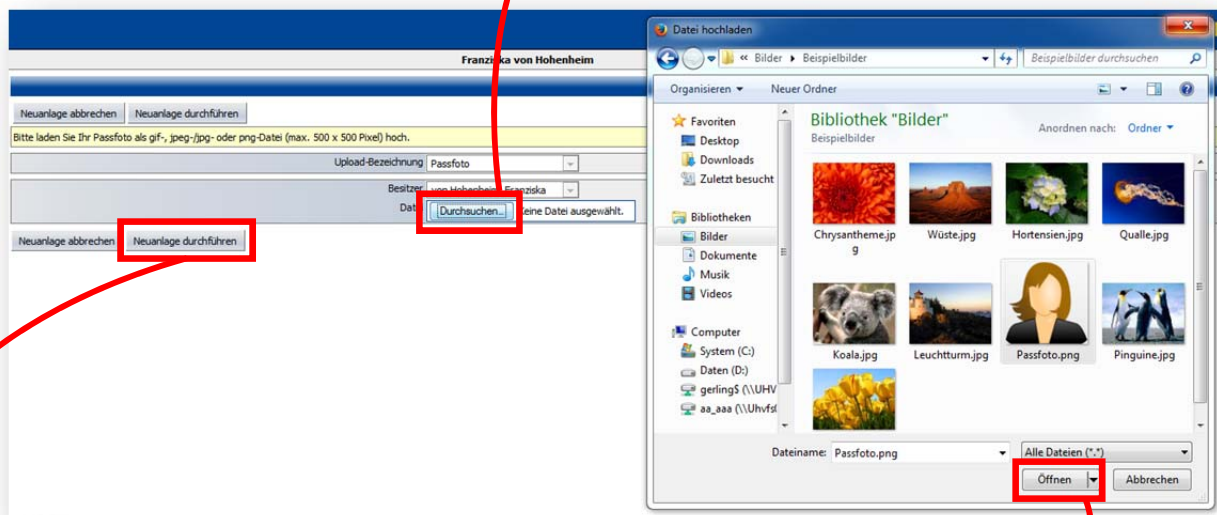 Franziska von Hohenheim
Neuanlage abbrechen Neuanlage durchführen
Bitte laden Sie Ihr Passfoto als gif-, jpeg-/jpg- oder png-Datei (max. 500 x 500 Pixel) hoch.
Upload-Bezeichnung Passfoto
Besitzer von Hohenheim, Franziska
Durchsuchen... Keine Datei ausgewählt.
Neuanlage abbrechen Neuanlage durchführen
Datei hochladen
« Bilder Beispielbilder Beispielbilder durchsuchen
Organisieren Neuer Ordner
Favoriten
Desktop
Downloads
Zuletzt besucht
Bibliotheken
Bilder
Dokumente
Musik
Videos
Computer
System (C:)
Daten (D:)
gerling$ (\\UHV
aa_aaa (\\Uhvfs
Bibliothek "Bilder"
Beispielbilder
Anordnen nach: Ordner
Chrysantheme.jp
g
Wüste.jpg
Hortensien.jpg
Qualle.jpg
Koala.jpg
Leuchtturm.jpg
Passfoto.png
Pinguine.jpg
Dateiname: Passfoto.png Alle Dateien (*.*)
Öffnen Abbrechen